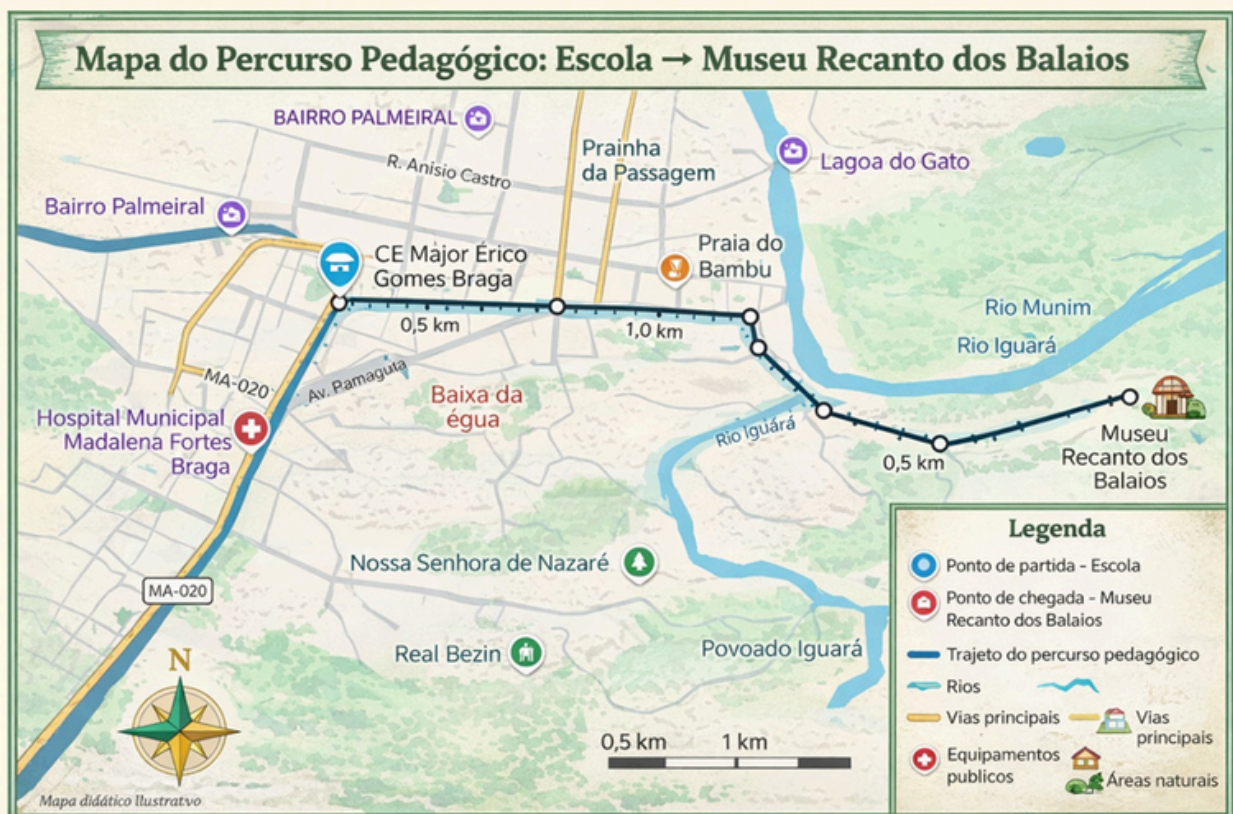 Mapa do Percurso Pedagógico: Escola → Museu Recanto dos Balaios
BAIRRO PALMEIRAL
R. Anísio Castro
Prainha
da Passagem
Lagoa do Gato
Bairro Palmeiral
CE Major Érico
Gomes Braga
Praia do
Bambu
0,5 km
1,0 km
Rio Munim
Rio Iguará
MA-020
Av. Pamaguta
Baixa da
égua
Hospital Municipal
Madalena Fortes
Braga
Rio Iguárá
0,5 km
Museu
Recanto dos
Balaios
Nossa Senhora de Nazaré
MA-020
Real Bezin
Povoado Iguará
N
0,5 km 1 km
Mapa didático Ilustratvo
Legenda
Ponto de partida - Escola
Ponto de chegada - Museu
Recanto dos Balaios
Trajeto do percurso pedagógico
Rios
Vias principais
Vias
principais
Equipamentos
publicos
Áreas naturais